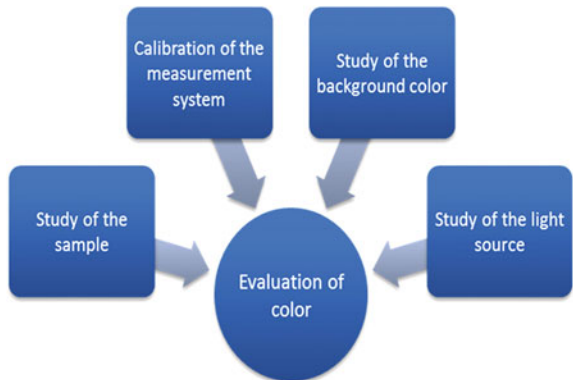 Calibration of the
measurement
system
Study of the
background color
Study of the
sample
Study of the light
source
Evaluation of
color